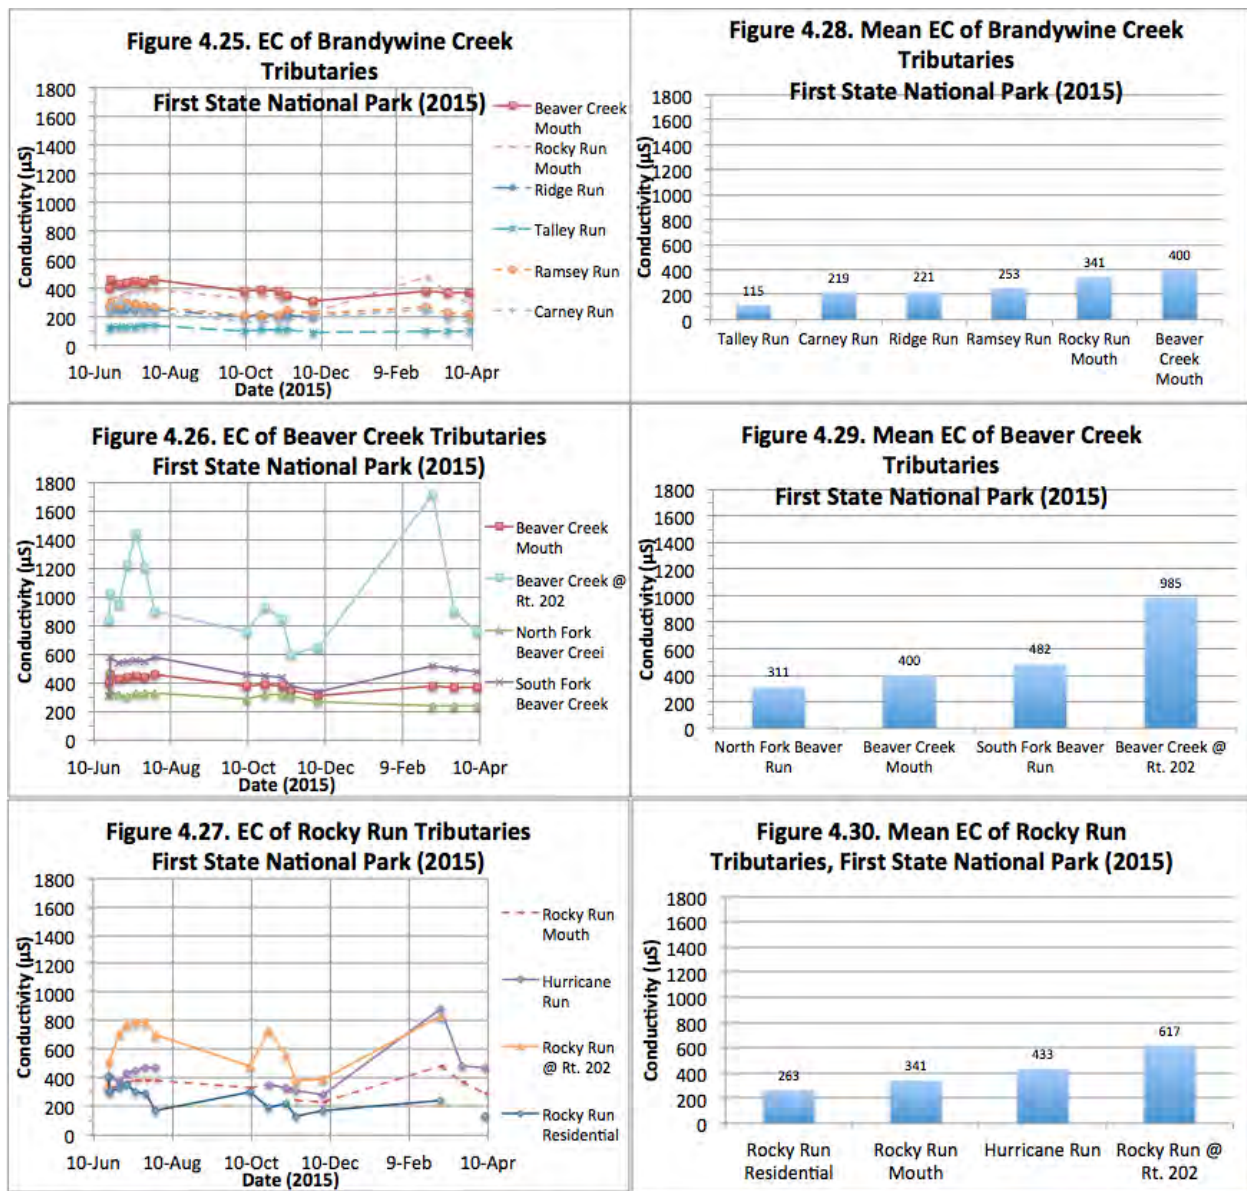 Figure 4.25. EC of Brandywine Creek
Tributaries
First State National Park (2015)
Conductivity (µS)
1800
1600
1400
1200
1000
800
600
400
200
0
10-Jun 10-Aug 10-Oct 10-Dec 9-Feb 10-Apr
Date (2015)
Beaver Creek
Mouth
Rocky Run
Mouth
Ridge Run
Talley Run
Ramsey Run
Carney Run
Figure 4.28. Mean EC of Brandywine Creek
Tributaries
First State National Park (2015)
Conductivity (µS)
1800
1600
1400
1200
1000
800
600
400
200
0
115 219 221 253 341 400
Talley Run Carney Run Ridge Run Ramsey Run Rocky Run Beaver
Mouth Creek
Mouth
Figure 4.26. EC of Beaver Creek Tributaries
First State National Park (2015)
Conductivity (µS)
1800
1600
1400
1200
1000
800
600
400
200
0
10-Jun 10-Aug 10-Oct 10-Dec 9-Feb 10-Apr
Date (2015)
Beaver Creek
Mouth
Beaver Creek @
Rt. 202
North Fork
Beaver Creei
South Fork
Beaver Creek
Figure 4.29. Mean EC of Beaver Creek
Tributaries
First State National Park (2015)
Conductivity (µS)
1800
1600
1400
1200
1000
800
600
400
200
0
311 400 482 985
North Fork Beaver Beaver Creek South Fork Beaver Beaver Creek @
Run Mouth Run Rt. 202
Figure 4.27. EC of Rocky Run Tributaries
First State National Park (2015)
Conductivity (µS)
1800
1600
1400
1200
1000
800
600
400
200
0
10-Jun 10-Aug 10-Oct 10-Dec 9-Feb 10-Apr
Date (2015)
Rocky Run
Mouth
Hurricane
Run
Rocky Run
@ Rt. 202
Rocky Run
Residential
Figure 4.30. Mean EC of Rocky Run
Tributaries, First State National Park (2015)
Conductivity (µS)
1800
1600
1400
1200
1000
800
600
400
200
0
263 341 433 617
Rocky Run Rocky Run Hurricane Run Rocky Run @
Residential Mouth Rt. 202